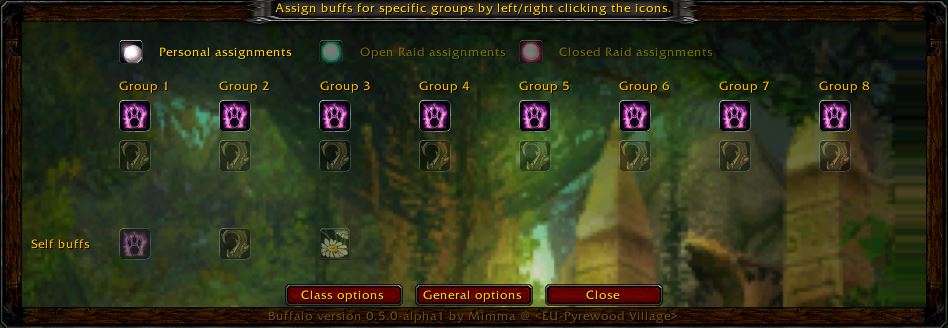 Assign buffs for specific groups by left/right clicking the icons.
Personal assignments Open Raid assignments Closed Raid assignments
Group 1 Group 2 Group 3 Group 4 Group 5 Group 6 Group 7 Group 8
Self buffs
Class options General options Close
Buffalo version 0.5.0-alpha1 by Mimma @ <EU-Pyrewood Village>